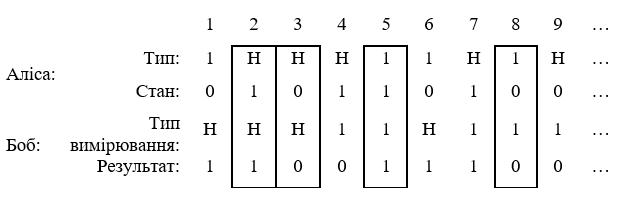 1 2 3 4 5 6 7 8 9 …
Аліса: Тип: 1 H H H 1 1 H 1 H …
Стан: 0 1 0 1 1 0 1 0 0 …
Боб: Тип вимірювання: H H H 1 1 H 1 1 1 …
Результат: 1 1 0 0 1 1 1 0 0 …